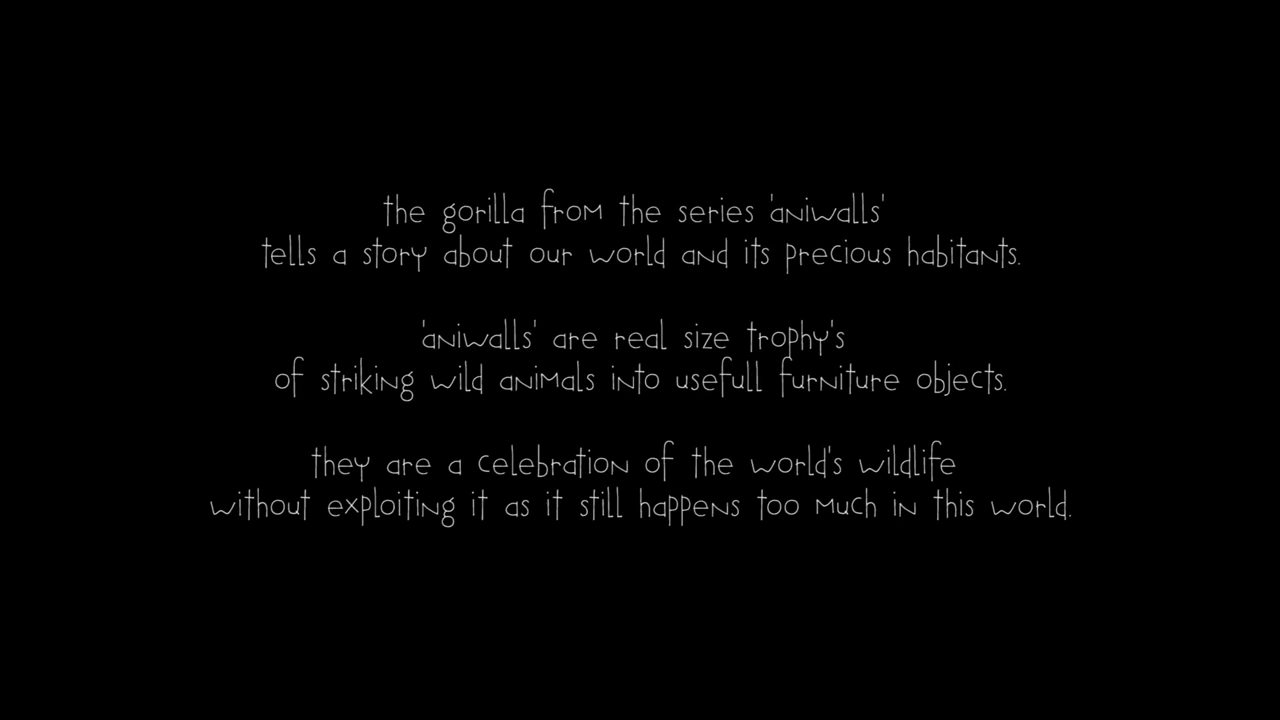 the gorilla from the series 'aniwalls'
tells a story about our world and its precious habitants.
'aniwalls' are real size trophy's
of striking wild animals into usefull furniture objects.
they are a celebration of the world's wildlife
without exploiting it as it still happens too much in this world.